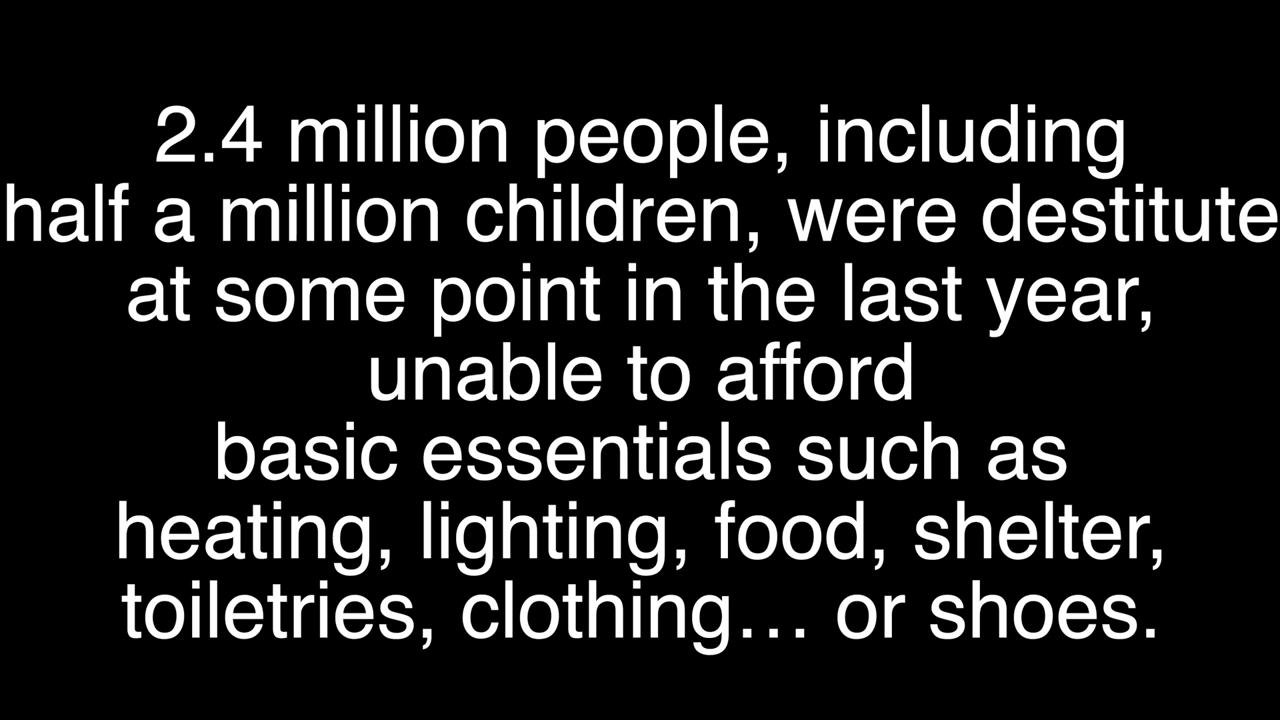 2.4 million people, including
half a million children, were destitute
at some point in the last year,
unable to afford
basic essentials such as
heating, lighting, food, shelter,
toiletries, clothing… or shoes.